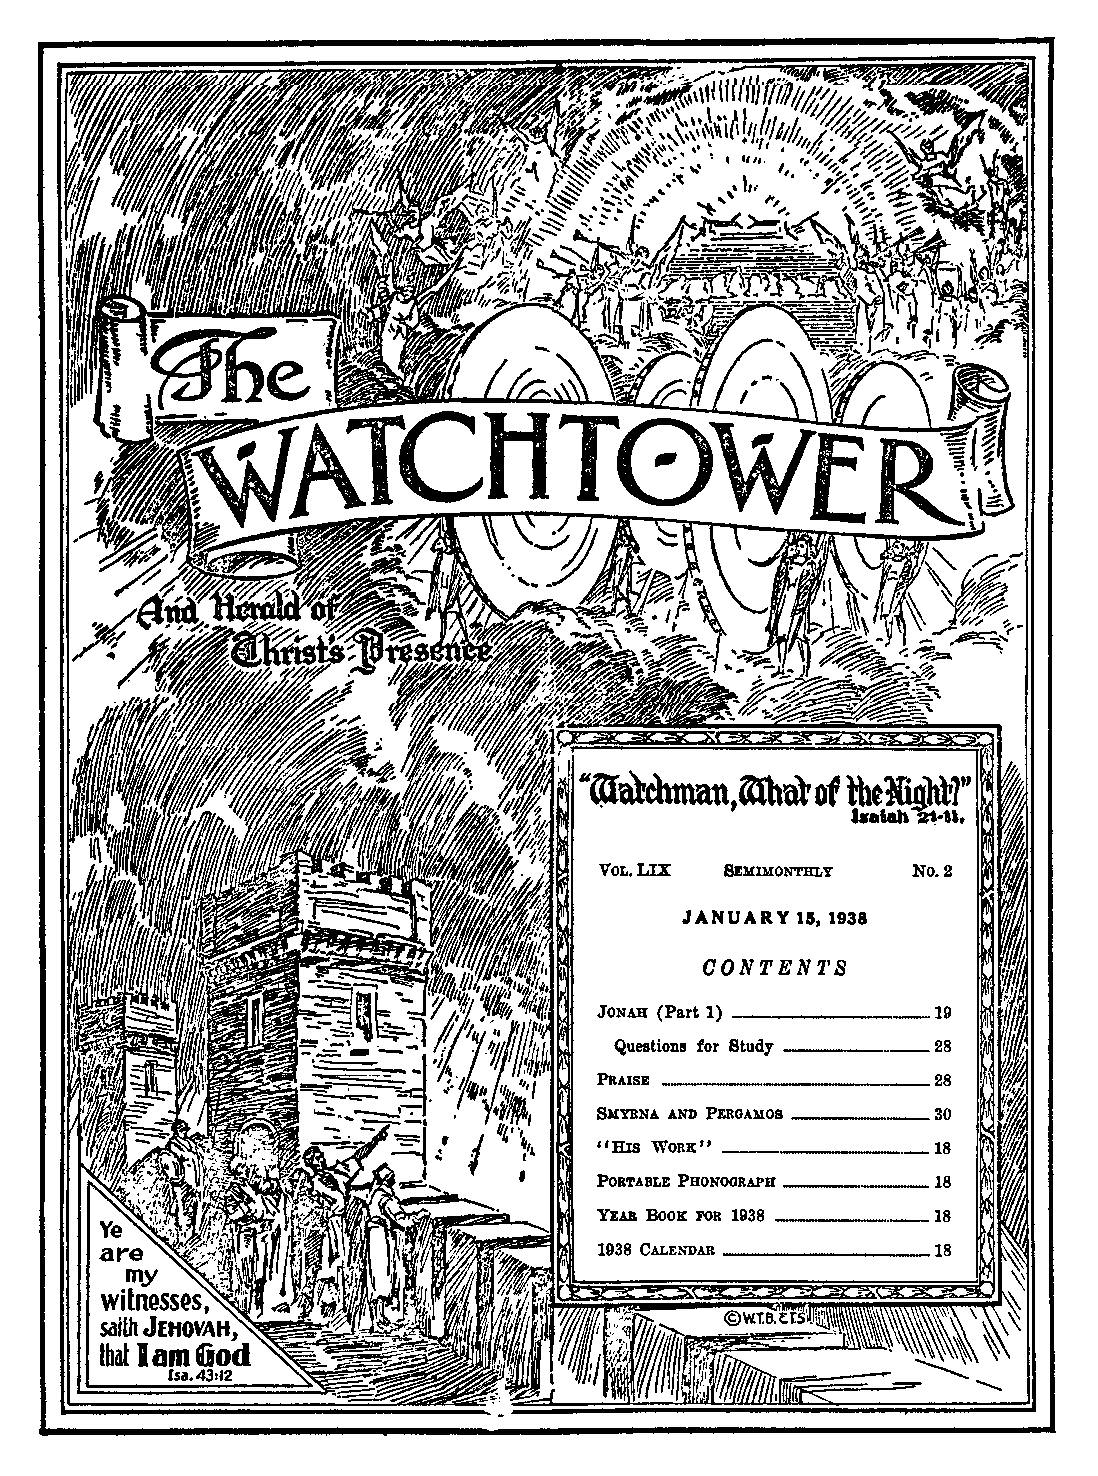 The
WATCHTOWER
And Herald of
Christ's Presence
"Watchman, What of the Night?"
Isaiah 21-11.
VOL. LIX SEMIMONTHLY NO. 2
JANUARY 15, 1938
CONTENTS
JONAH (Part 1) 19
Questions for Study 28
PRAISE 28
SMYRNA AND PERGAMOS 30
"HIS WORK" 18
PORTABLE PHONOGRAPH 18
YEAR BOOK FOR 1938 18
1938 CALENDAR 18
©W.T.B.&T.S.
Ye
are
my
witnesses,
saith JEHOVAH,
that I am God
Isa. 43:12